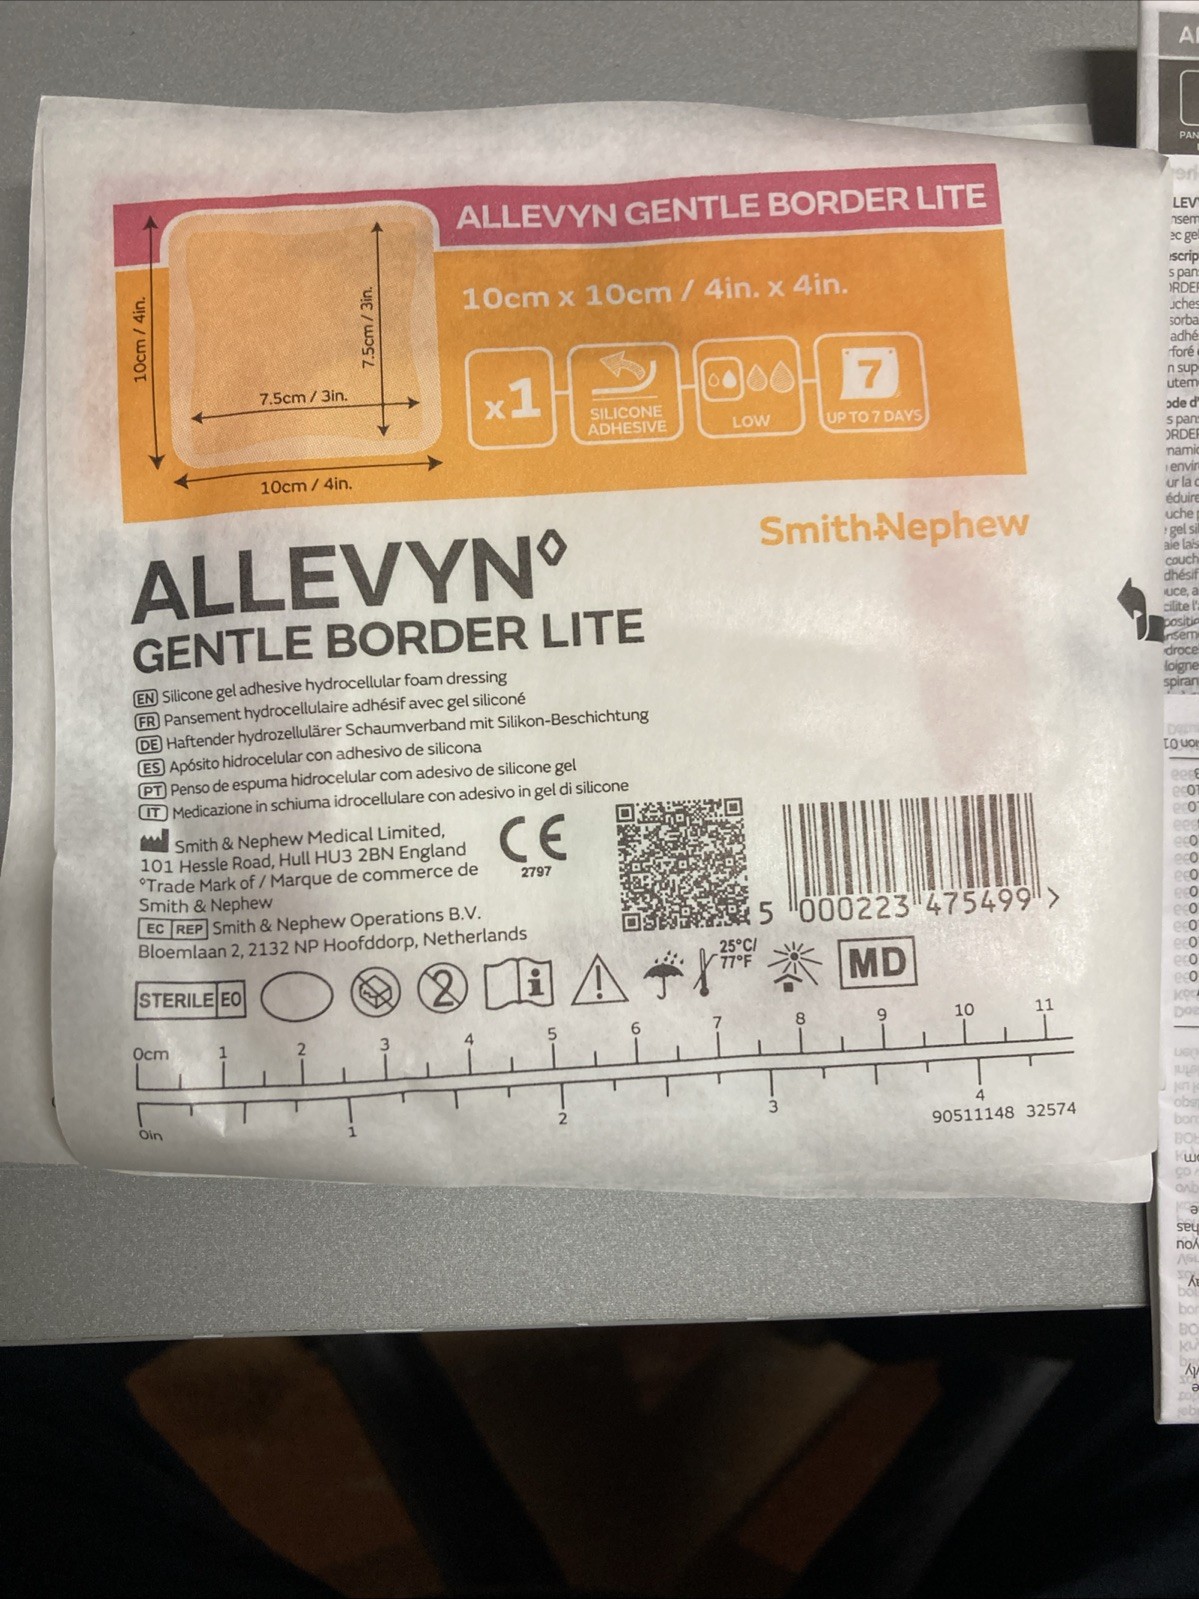 ALLEVYN GENTLE BORDER LITE
10cm x 10cm / 4in. x 4in.
10cm / 4in.
7.5cm / 3in.
7.5cm / 3in.
10cm / 4in.
x1
SILICONE
ADHESIVE
LOW
7
UP TO 7 DAYS
Smith+Nephew
ALLEVYN◊
GENTLE BORDER LITE
EN Silicone gel adhesive hydrocellular foam dressing
FR Pansement hydrocellulaire adhésif avec gel siliconé
DE Haftender hydrozellulärer Schaumverband mit Silikon-Beschichtung
ES Apósito hidrocelular con adhesivo de silicona
PT Penso de espuma hidrocelular com adesivo de silicone gel
IT Medicazione in schiuma idrocellulare con adesivo in gel di silicone
Smith & Nephew Medical Limited,
101 Hessle Road, Hull HU3 2BN England
◊Trade Mark of / Marque de commerce de
Smith & Nephew
EC REP Smith & Nephew Operations B.V.
Bloemlaan 2, 2132 NP Hoofddorp, Netherlands
CE
2797
5 000223 475499 >
STERILE EO
2
i
!
25°C/
77°F
MD
0cm 1 2 3 4 5 6 7 8 9 10 11
0in 1 2 3 4
90511148 32574